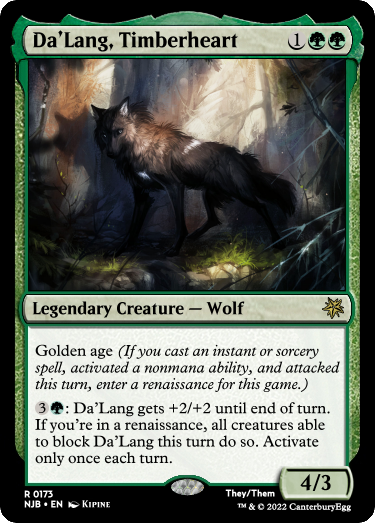 Da'Lang, Timberheart 1
Legendary Creature — Wolf
Golden age (If you cast an instant or sorcery
spell, activated a nonmana ability, and attacked
this turn, enter a renaissance for this game.)
3 : Da'Lang gets +2/+2 until end of turn.
If you're in a renaissance, all creatures able
to block Da'Lang this turn do so. Activate
only once each turn.
4/3
R 0173 They/Them
NJB • EN KIPINE ™ & © 2022 CanterburyEgg